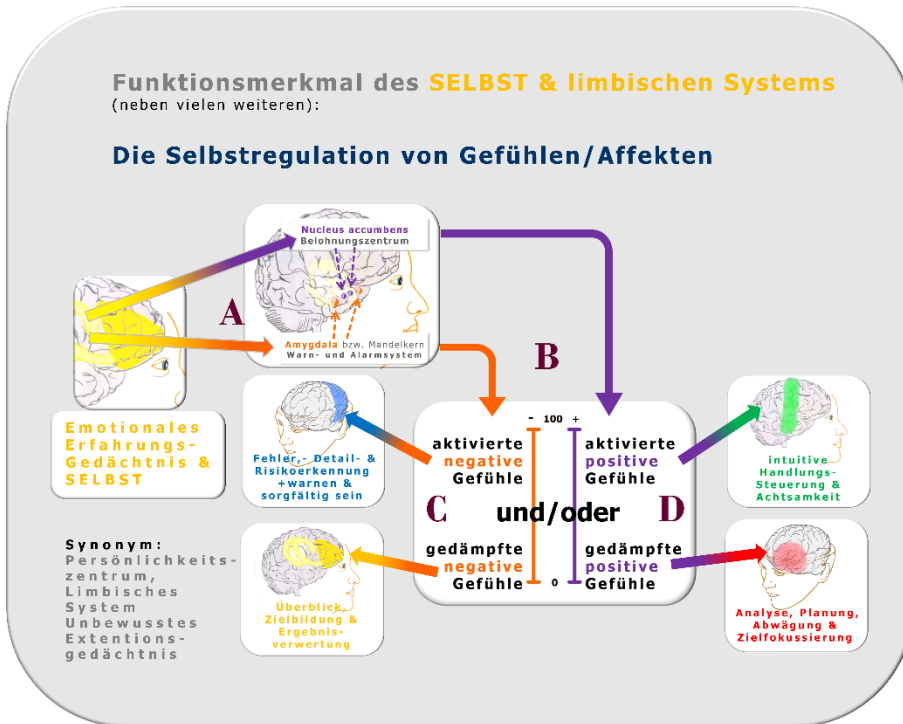 Funktionsmerkmal des SELBST & limbischen Systems
(neben vielen weiteren):
Die Selbstregulation von Gefühlen/Affekten
Nucleus accumbens
Belohnungszentrum
A
Amygdala bzw. Mandelkern
Warn- und Alarmsystem
B
Emotionales
Erfahrungs-
Gedächtnis &
SELBST
Fehler,- Detail- &
Risikoerkennung
+warnen &
sorgfältig sein
- 100 +
aktivierte
negative
Gefühle
aktivierte
positive
Gefühle
intuitive
Handlungs-
Steuerung &
Achtsamkeit
C
und/oder
D
gedämpfte
negative
Gefühle
0
gedämpfte
positive
Gefühle
Synonym:
Persönlichkeits-
zentrum,
Limbisches
System
Unbewusstes
Extentions-
gedächtnis
Überblick,
Zielbildung &
Ergebnis-
verwertung
Analyse, Planung,
Abwägung &
Zielfokussierung